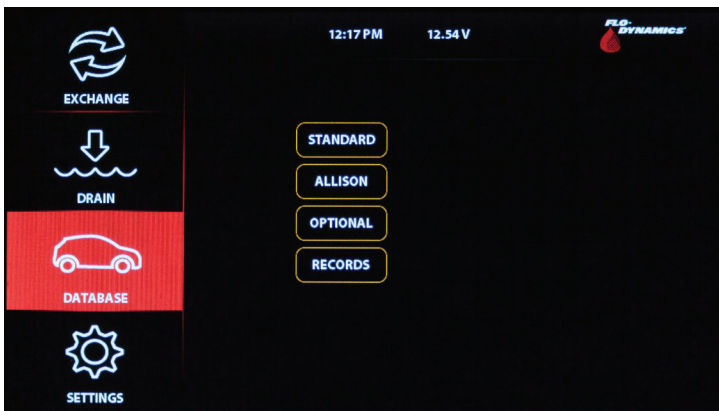 12:17 PM 12.54 V FLO-
DYNAMICS
EXCHANGE
DRAIN
DATABASE
SETTINGS
STANDARD
ALLISON
OPTIONAL
RECORDS